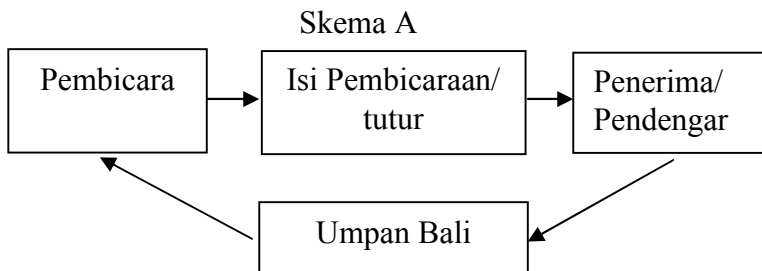 Skema A
Pembicara
Isi Pembicaraan/
tutur
Penerima/
Pendengar
Umpan Bali